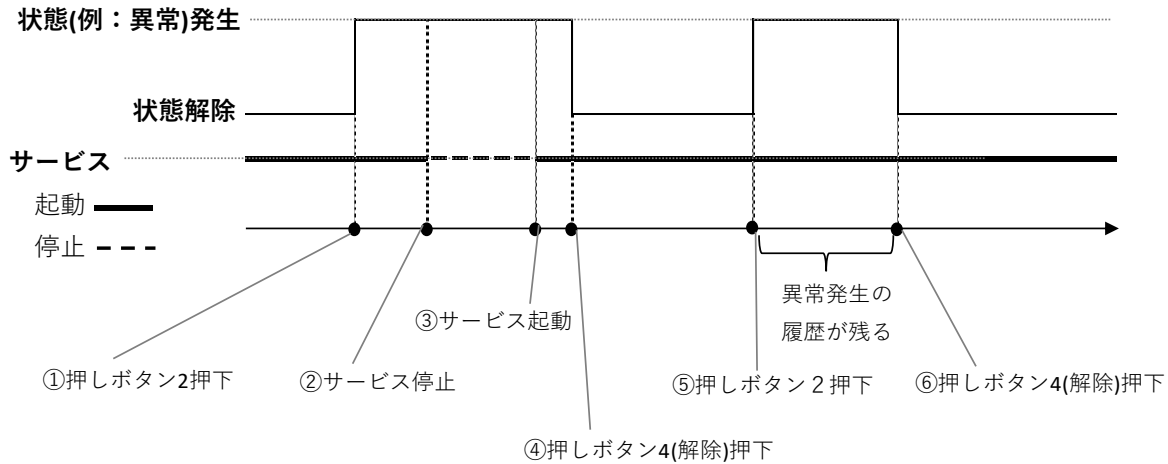 状態(例：異常)発生
状態解除
サービス
起動
停止
異常発生の
履歴が残る
③サービス起動
①押しボタン2押下
②サービス停止
⑤押しボタン２押下
⑥押しボタン4(解除)押下
④押しボタン4(解除)押下